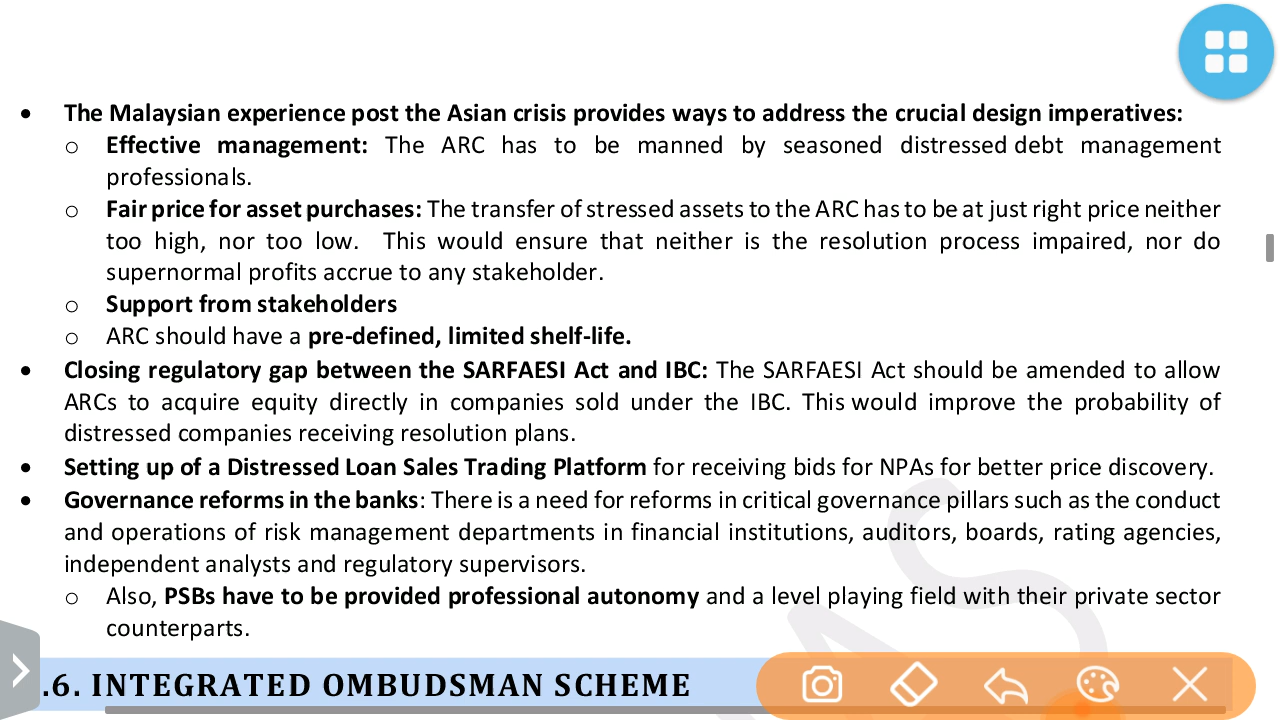 • The Malaysian experience post the Asian crisis provides ways to address the crucial design imperatives:
o Effective management: The ARC has to be manned by seasoned distressed debt management
professionals.
o Fair price for asset purchases: The transfer of stressed assets to the ARC has to be at just right price neither
too high, nor too low. This would ensure that neither is the resolution process impaired, nor do
supernormal profits accrue to any stakeholder.
o Support from stakeholders
o ARC should have a pre-defined, limited shelf-life.
• Closing regulatory gap between the SARFAESI Act and IBC: The SARFAESI Act should be amended to allow
ARCs to acquire equity directly in companies sold under the IBC. This would improve the probability of
distressed companies receiving resolution plans.
• Setting up of a Distressed Loan Sales Trading Platform for receiving bids for NPAs for better price discovery.
• Governance reforms in the banks: There is a need for reforms in critical governance pillars such as the conduct
and operations of risk management departments in financial institutions, auditors, boards, rating agencies,
independent analysts and regulatory supervisors.
o Also, PSBs have to be provided professional autonomy and a level playing field with their private sector
counterparts.
.6. INTEGRATED OMBUDSMAN SCHEME